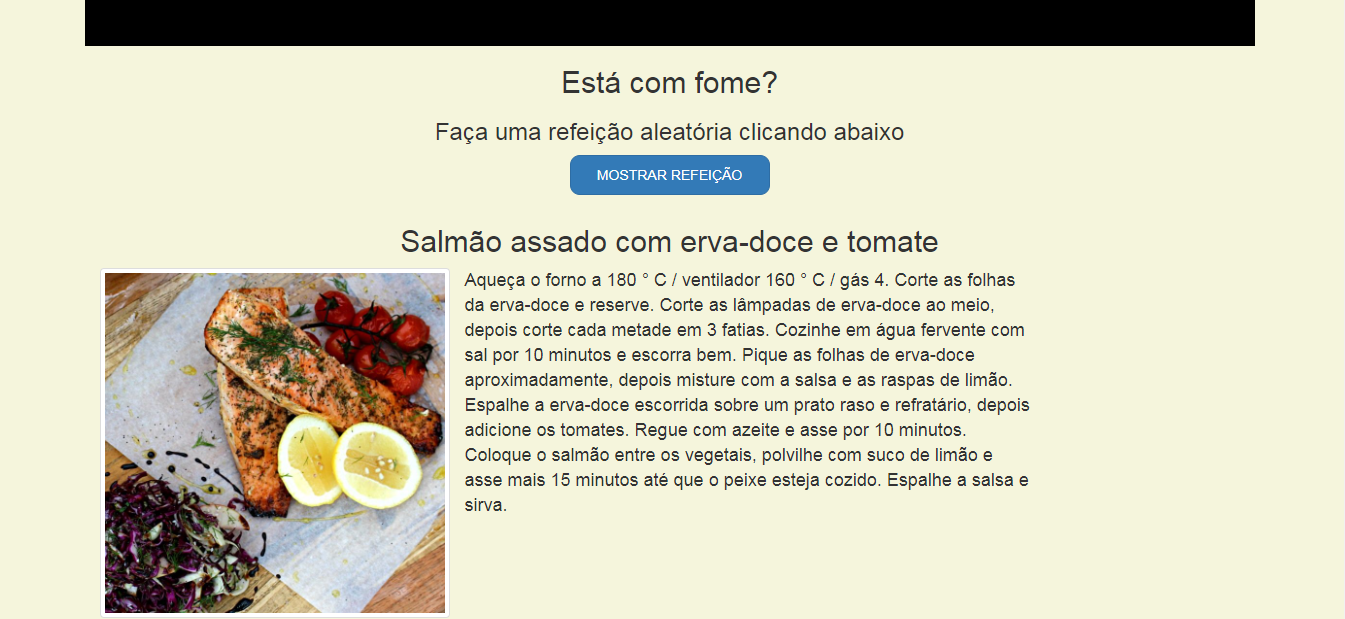 Está com fome?
Faça uma refeição aleatória clicando abaixo
MOSTRAR REFEIÇÃO
Salmão assado com erva-doce e tomate
Aqueça o forno a 180 ° C / ventilador 160 ° C / gás 4. Corte as folhas
da erva-doce e reserve. Corte as lâmpadas de erva-doce ao meio,
depois corte cada metade em 3 fatias. Cozinhe em água fervente com
sal por 10 minutos e escorra bem. Pique as folhas de erva-doce
aproximadamente, depois misture com a salsa e as raspas de limão.
Espalhe a erva-doce escorrida sobre um prato raso e refratário, depois
adicione os tomates. Regue com azeite e asse por 10 minutos.
Coloque o salmão entre os vegetais, polvilhe com suco de limão e
asse mais 15 minutos até que o peixe esteja cozido. Espalhe a salsa e
sirva.